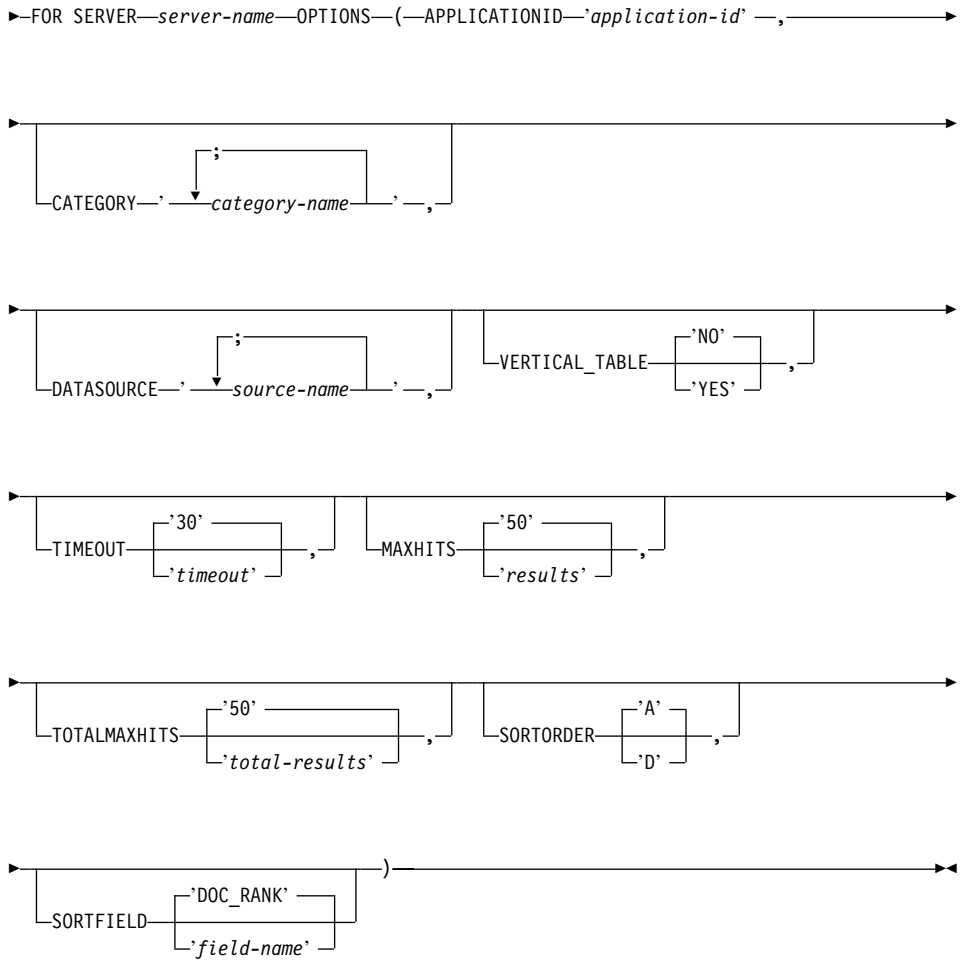 FOR SERVER server-name OPTIONS ( APPLICATIONID ’application-id’ ,
;
CATEGORY ’ category-name ’ ,
; ’NO’
DATASOURCE ’ source-name ’ , VERTICAL_TABLE ,
’YES’
’30’ ’50’
TIMEOUT , MAXHITS ,
’timeout’ ’results’
’50’ ’A’
TOTALMAXHITS , SORTORDER ,
’total-results’ ’D’
)
’DOC_RANK’
SORTFIELD
’field-name’